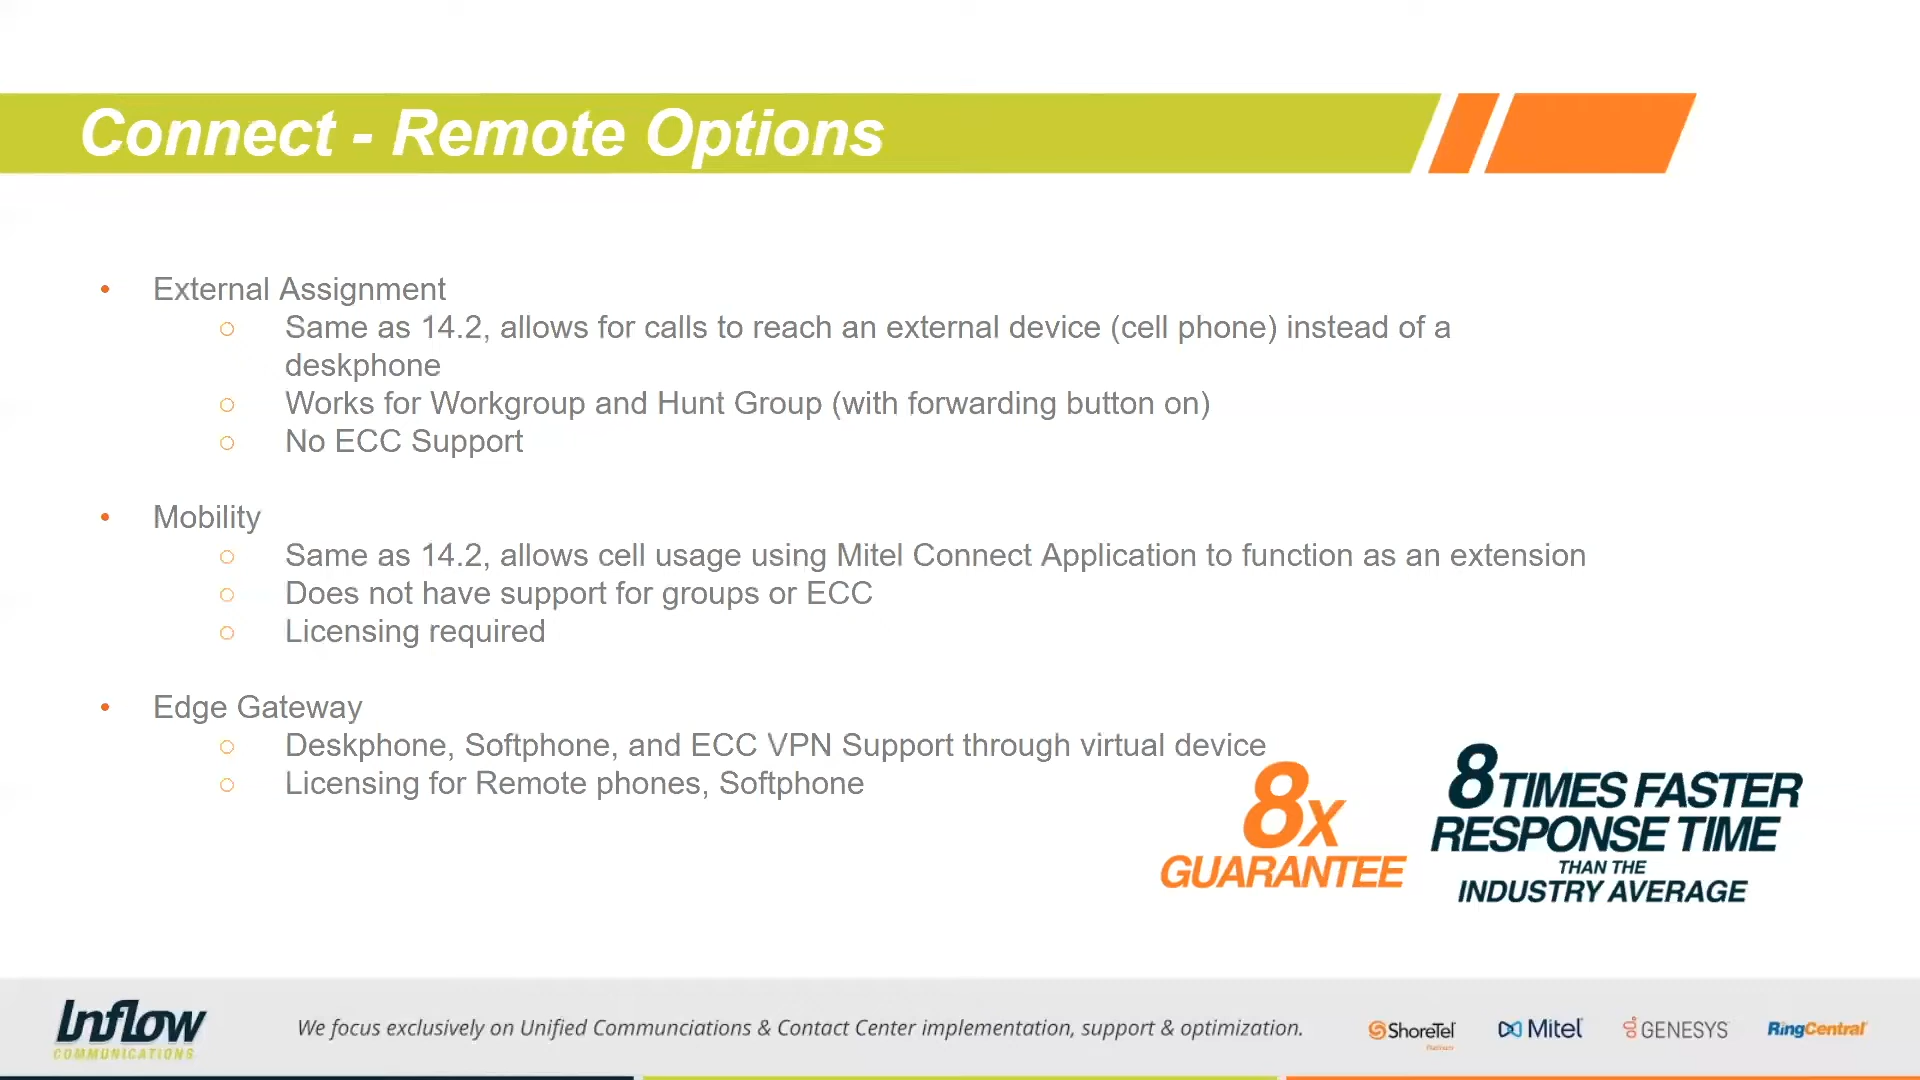 Connect - Remote Options
• External Assignment
○ Same as 14.2, allows for calls to reach an external device (cell phone) instead of a
deskphone
○ Works for Workgroup and Hunt Group (with forwarding button on)
○ No ECC Support
• Mobility
○ Same as 14.2, allows cell usage using Mitel Connect Application to function as an extension
○ Does not have support for groups or ECC
○ Licensing required
• Edge Gateway
○ Deskphone, Softphone, and ECC VPN Support through virtual device
○ Licensing for Remote phones, Softphone
8x
GUARANTEE
8 TIMES FASTER
RESPONSE TIME
THAN THE
INDUSTRY AVERAGE
Inflow
COMMUNICATIONS
We focus exclusively on Unified Communciations & Contact Center implementation, support & optimization.
ShoreTel
Mitel
GENESYS
RingCentral